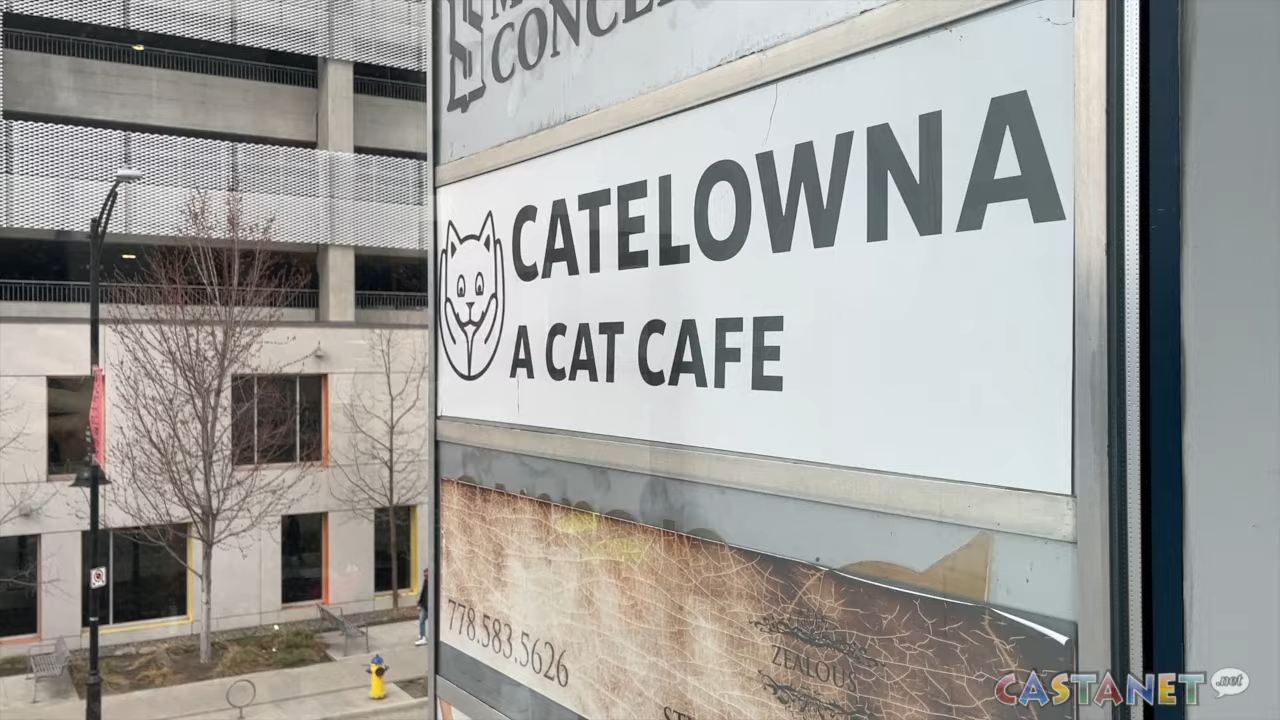 CONCE
CATELOWNA
A CAT CAFE
778.583.5626
ZEALOUS
CASTANET.net